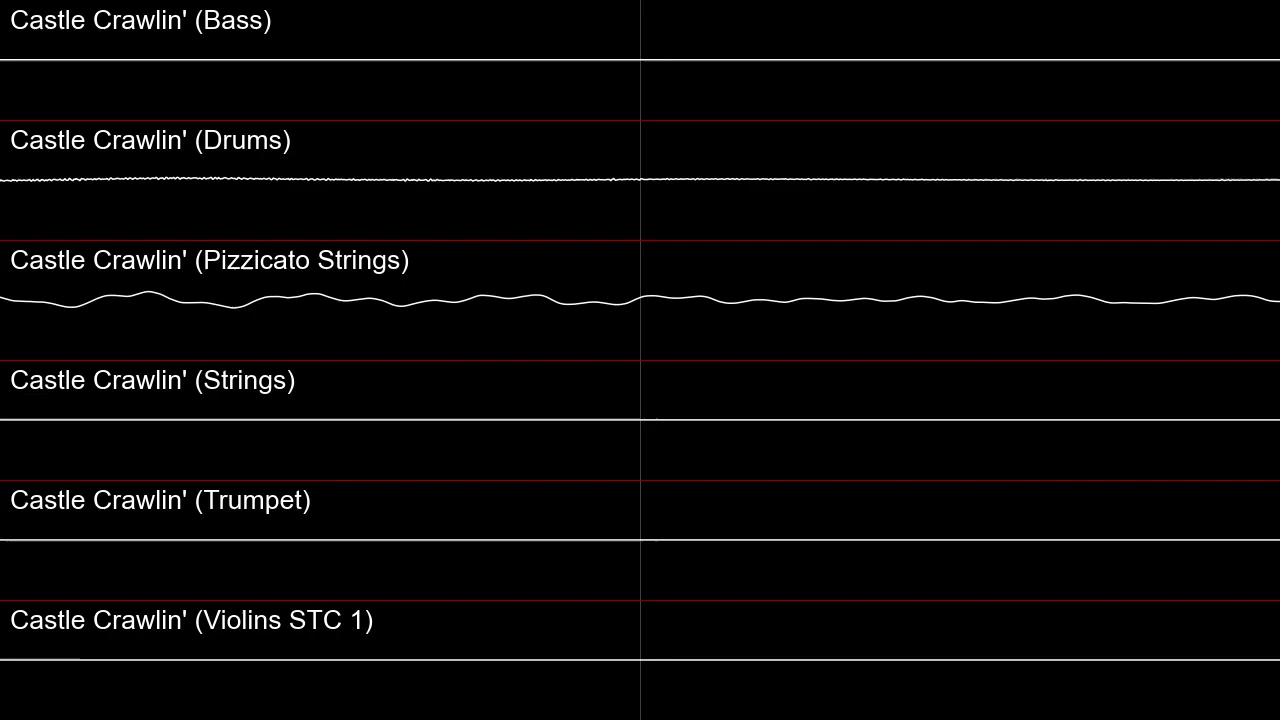 Castle Crawlin' (Bass)
Castle Crawlin' (Drums)
Castle Crawlin' (Pizzicato Strings)
Castle Crawlin' (Strings)
Castle Crawlin' (Trumpet)
Castle Crawlin' (Violins STC 1)